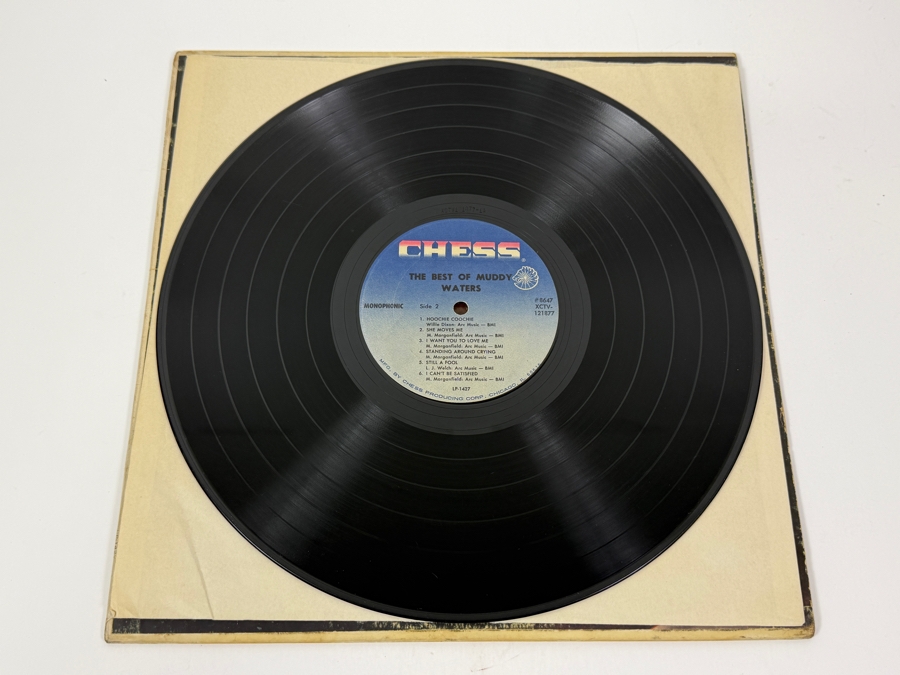 CHESS
THE BEST OF MUDDY
WATERS
MONOPHONIC
Side 2
P 8647
XCTV-
121877
1. HOOCHIE COOCHIE
Willie Dixon: Arc Music — BMI
2. SHE MOVES ME
M. Morganfield: Arc Music — BMI
3. I WANT YOU TO LOVE ME
M. Morganfield: Arc Music — BMI
4. STANDING AROUND CRYING
M. Morganfield: Arc Music — BMI
5. STILL A FOOL
L. J. Welch: Arc Music — BMI
6. I CAN'T BE SATISFIED
M. Morganfield: Arc Music — BMI
LP-1427
MFG. BY CHESS PRODUCING CORP. CHICAGO